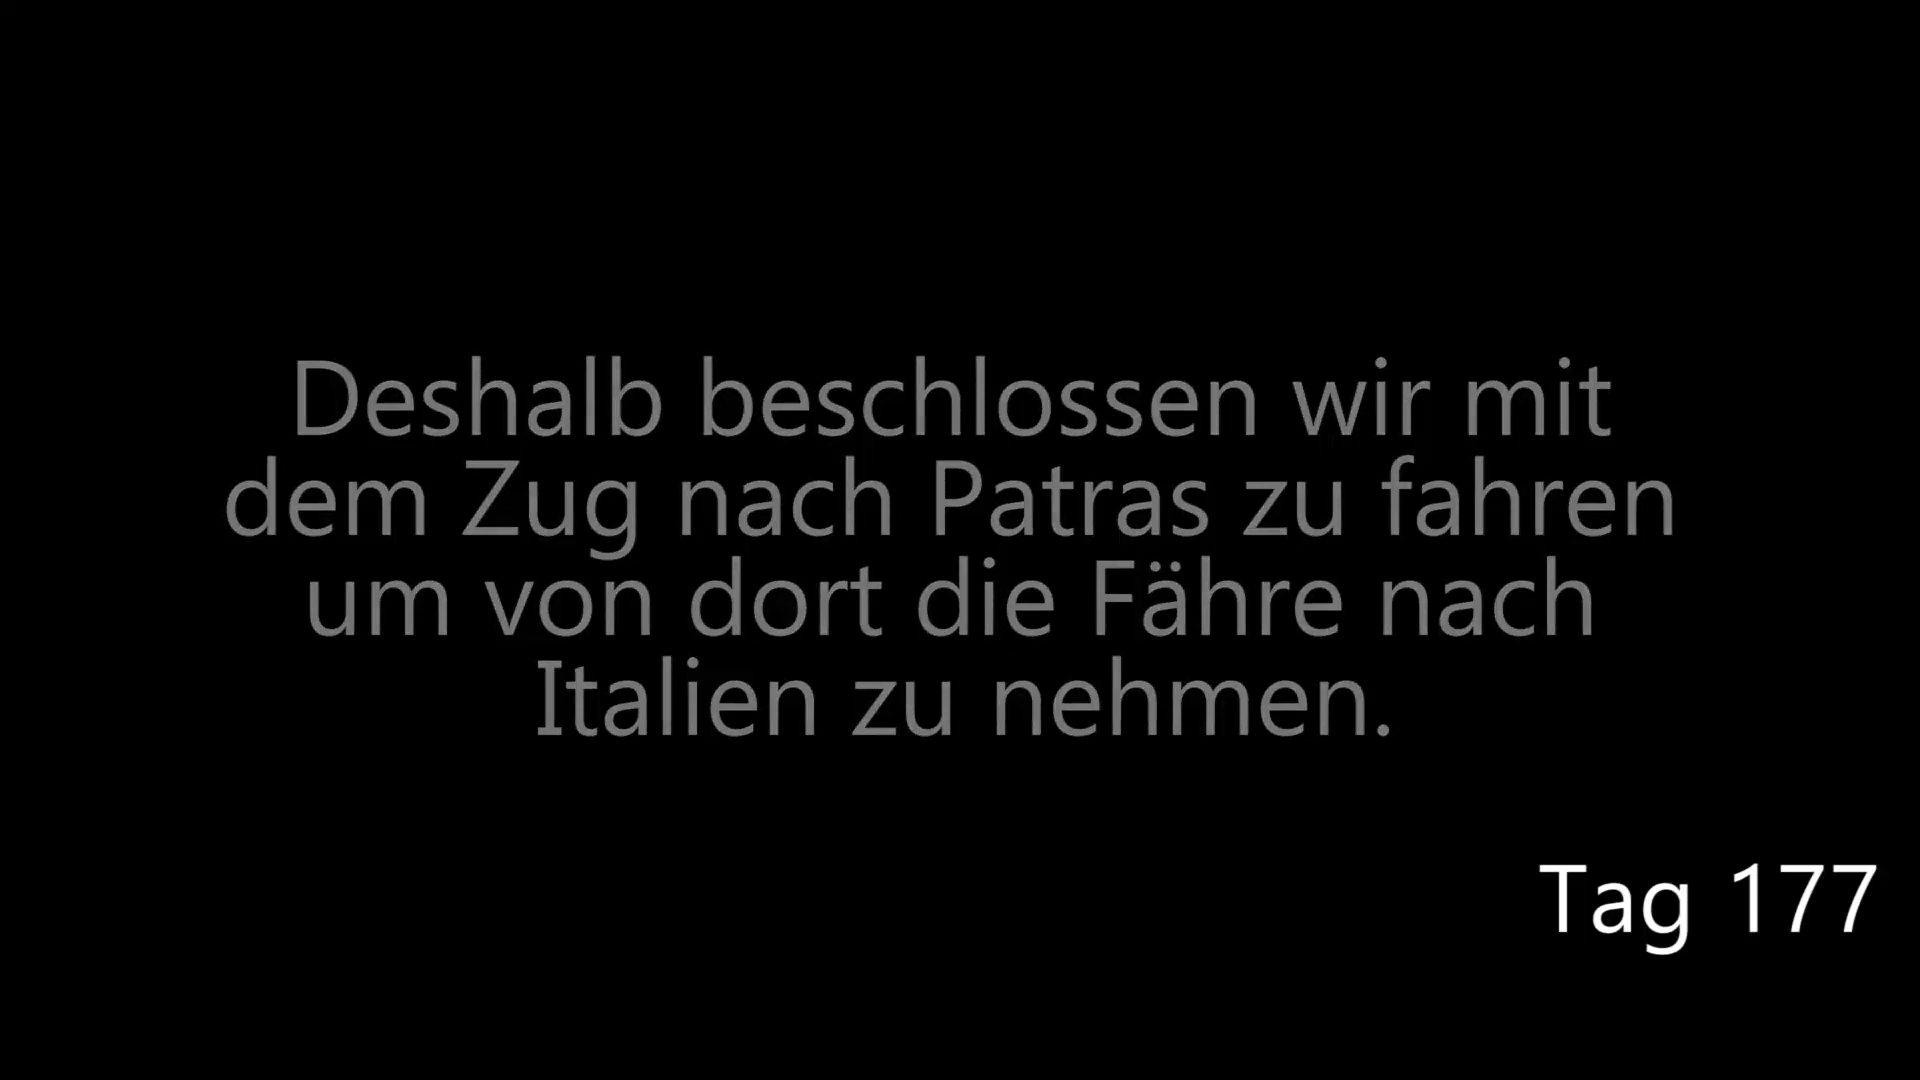 Deshalb beschlossen wir mit
dem Zug nach Patras zu fahren
um von dort die Fähre nach
Italien zu nehmen.
Tag 177